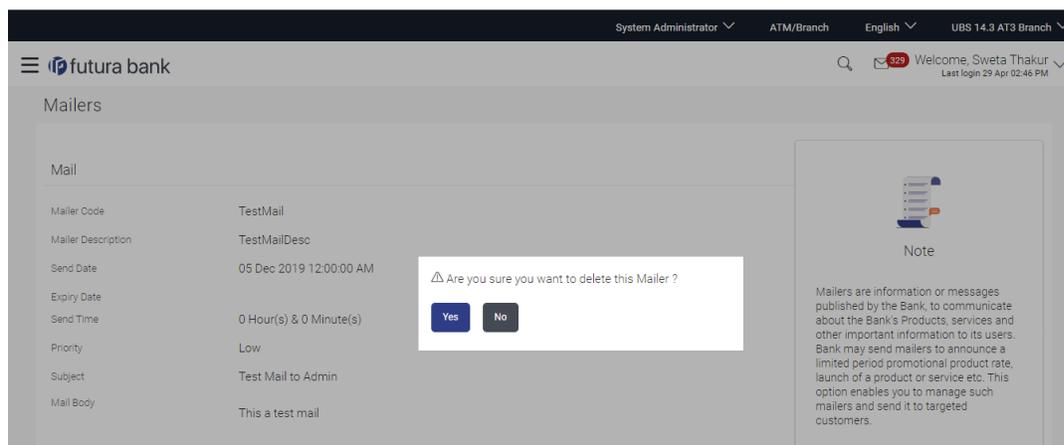 System Administrator ATM/Branch English UBS 14.3 AT3 Branch
futura bank 329 Welcome, Sweta Thakur
Last login 29 Apr 02:46 PM
Mailers
Mail
Mailer Code TestMail
Mailer Description TestMailDesc
Send Date 05 Dec 2019 12:00:00 AM
Expiry Date
Send Time 0 Hour(s) & 0 Minute(s)
Priority Low
Subject Test Mail to Admin
Mail Body This a test mail
Are you sure you want to delete this Mailer ?
Yes No
Note
Mailers are information or messages
published by the Bank, to communicate
about the Bank's Products, services and
other important information to its users.
Bank may send mailers to announce a
limited period promotional product rate,
launch of a product or service etc. This
option enables you to manage such
mailers and send it to targeted
customers.